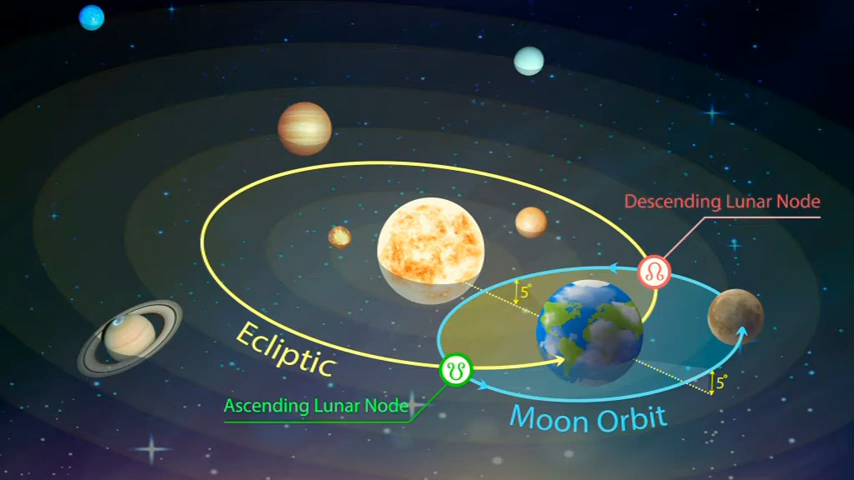 Descending Lunar Node
☊
5°
Ecliptic
☋
5°
Ascending Lunar Node
Moon Orbit